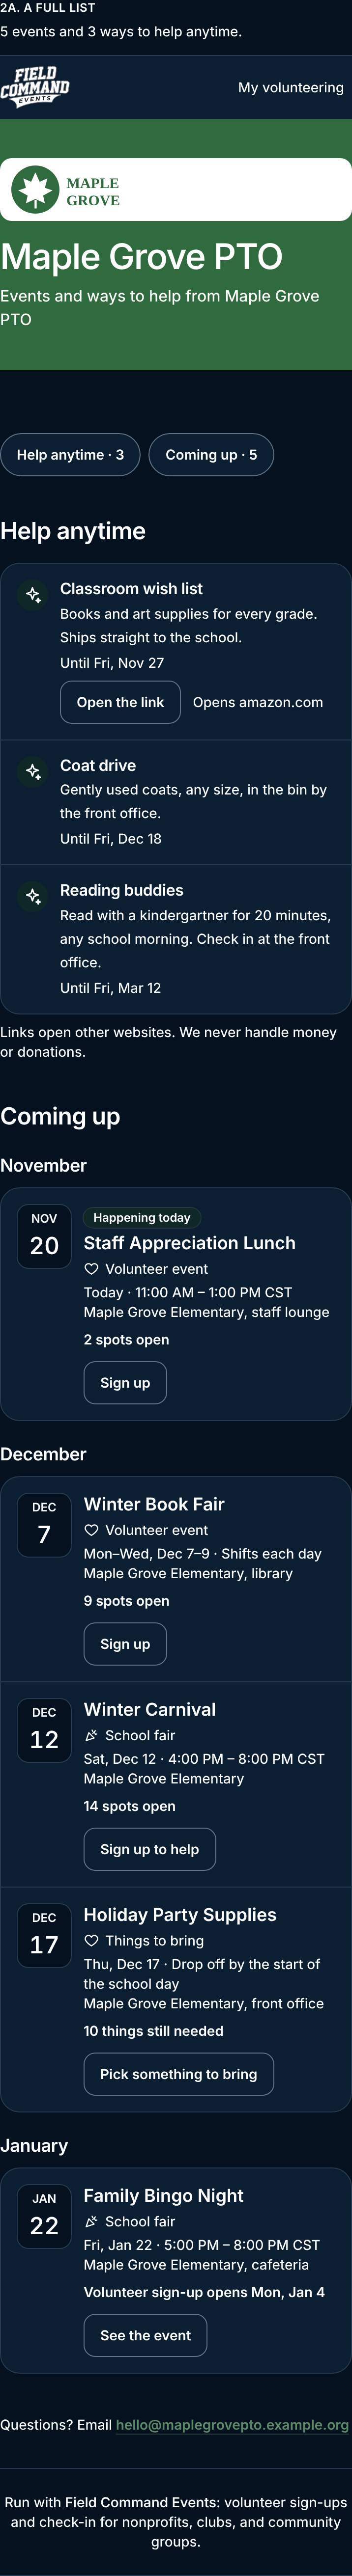 2A. A FULL LIST
5 events and 3 ways to help anytime.
FIELD
COMMAND
EVENTS
My volunteering
MAPLE
GROVE
Maple Grove PTO
Events and ways to help from Maple Grove
PTO
Help anytime · 3
Coming up · 5
Help anytime
Classroom wish list
Books and art supplies for every grade.
Ships straight to the school.
Until Fri, Nov 27
Open the link
Opens amazon.com
Coat drive
Gently used coats, any size, in the bin by
the front office.
Until Fri, Dec 18
Reading buddies
Read with a kindergartner for 20 minutes,
any school morning. Check in at the front
office.
Until Fri, Mar 12
Links open other websites. We never handle money
or donations.
Coming up
November
NOV
20
Happening today
Staff Appreciation Lunch
Volunteer event
Today · 11:00 AM – 1:00 PM CST
Maple Grove Elementary, staff lounge
2 spots open
Sign up
December
DEC
7
Winter Book Fair
Volunteer event
Mon–Wed, Dec 7–9 · Shifts each day
Maple Grove Elementary, library
9 spots open
Sign up
DEC
12
Winter Carnival
School fair
Sat, Dec 12 · 4:00 PM – 8:00 PM CST
Maple Grove Elementary
14 spots open
Sign up to help
DEC
17
Holiday Party Supplies
Things to bring
Thu, Dec 17 · Drop off by the start of
the school day
Maple Grove Elementary, front office
10 things still needed
Pick something to bring
January
JAN
22
Family Bingo Night
School fair
Fri, Jan 22 · 5:00 PM – 8:00 PM CST
Maple Grove Elementary, cafeteria
Volunteer sign-up opens Mon, Jan 4
See the event
Questions? Email hello@maplegrovepto.example.org
Run with Field Command Events: volunteer sign-ups
and check-in for nonprofits, clubs, and community
groups.